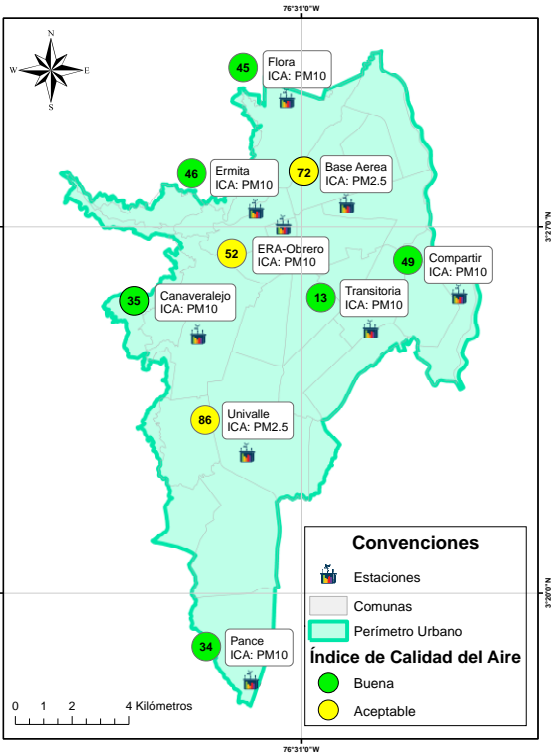 76°31'0"W
N
W
E
S
45
Flora
ICA: PM10
46
Ermita
ICA: PM10
72
Base Aerea
ICA: PM2.5
3°27'0"N
52
ERA-Obrero
ICA: PM10
49
Compartir
ICA: PM10
35
Canaveralejo
ICA: PM10
13
Transitoria
ICA: PM10
86
Univalle
ICA: PM2.5
34
Pance
ICA: PM10
3°20'0"N
Convenciones
Estaciones
Comunas
Perímetro Urbano
Índice de Calidad del Aire
Buena
Aceptable
0 1 2 4 Kilómetros
76°31'0"W